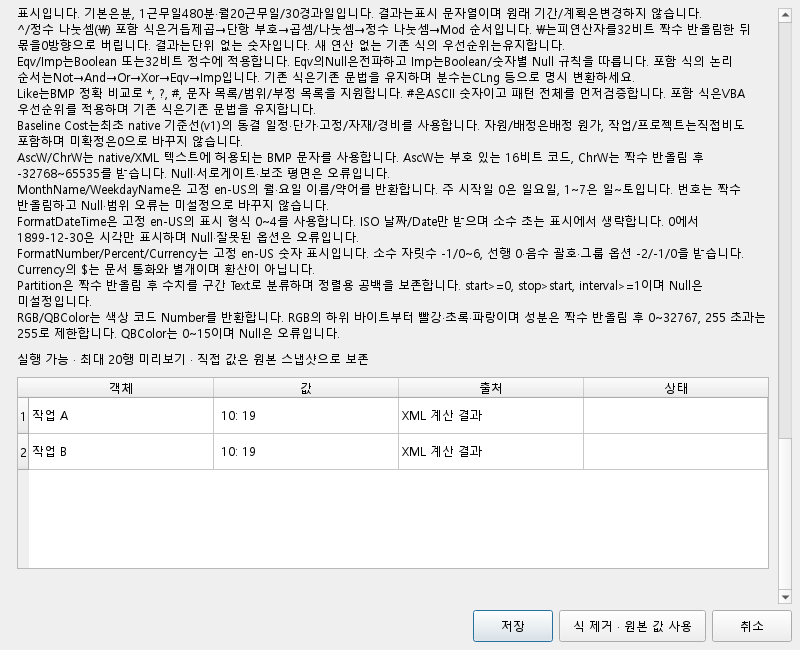 표시입니다. 기본은분, 1근무일480분·월20근무일/30경과일입니다. 결과는표시 문자열이며 원래 기간/계획은변경하지 않습니다.
^/정수 나눗셈(₩) 포함 식은거듭제곱→단항 부호→곱셈/나눗셈→정수 나눗셈→Mod 순서입니다. ₩는피연산자를32비트 짝수 반올림한 뒤
몫을0방향으로 버립니다. 결과는단위 없는 숫자입니다. 새 연산 없는 기존 식의 우선순위는유지합니다.
Eqv/Imp는Boolean 또는32비트 정수에 적용합니다. Eqv의Null은전파하고 Imp는Boolean/숫자별 Null 규칙을 따릅니다. 포함 식의 논리
순서는Not→And→Or→Xor→Eqv→Imp입니다. 기존 식은기존 문법을 유지하며 분수는CLng 등으로 명시 변환하세요.
Like는BMP 정확 비교로 *, ?, #, 문자 목록/범위/부정 목록을 지원합니다. #은ASCII 숫자이고 패턴 전체를 먼저검증합니다. 포함 식은VBA
우선순위를 적용하며 기존 식은기존 문법을 유지합니다.
Baseline Cost는최초 native 기준선(v1)의 동결 일정·단가·고정/자재/경비를 사용합니다. 자원/배정은배정 원가, 작업/프로젝트는직접비도
포함하며 미확정은0으로 바꾸지 않습니다.
AscW/ChrW는 native/XML 텍스트에 허용되는 BMP 문자를 사용합니다. AscW는 부호 있는 16비트 코드, ChrW는 짝수 반올림 후
-32768~65535를 받습니다. Null·서로게이트·보조 평면은 오류입니다.
MonthName/WeekdayName은 고정 en-US의 월·요일 이름/약어를 반환합니다. 주 시작일 0은 일요일, 1~7은 일~토입니다. 번호는 짝수
반올림하고 Null·범위 오류는 미설정으로 바꾸지 않습니다.
FormatDateTime은 고정 en-US의 표시 형식 0~4를 사용합니다. ISO 날짜/Date만 받으며 소수 초는 표시에서 생략합니다. 0에서
1899-12-30은 시각만 표시하며 Null·잘못된 옵션은 오류입니다.
FormatNumber/Percent/Currency는 고정 en-US 숫자 표시입니다. 소수 자릿수 -1/0~6, 선행 0·음수 괄호·그룹 옵션 -2/-1/0을 받습니다.
Currency의 $는 문서 통화와 별개이며 환산이 아닙니다.
Partition은 짝수 반올림 후 수치를 구간 Text로 분류하며 정렬용 공백을 보존합니다. start>=0, stop>start, interval>=1이며 Null은
미설정입니다.
RGB/QBColor는 색상 코드 Number를 반환합니다. RGB의 하위 바이트부터 빨강·초록·파랑이며 성분은 짝수 반올림 후 0~32767, 255 초과는
255로 제한합니다. QBColor는 0~15이며 Null은 오류입니다.
실행 가능 · 최대 20행 미리보기 · 직접 값은 원본 스냅샷으로 보존
객체 값 출처 상태
1 작업 A 10: 19 XML 계산 결과
2 작업 B 10: 19 XML 계산 결과
저장 식 제거 · 원본 값 사용 취소